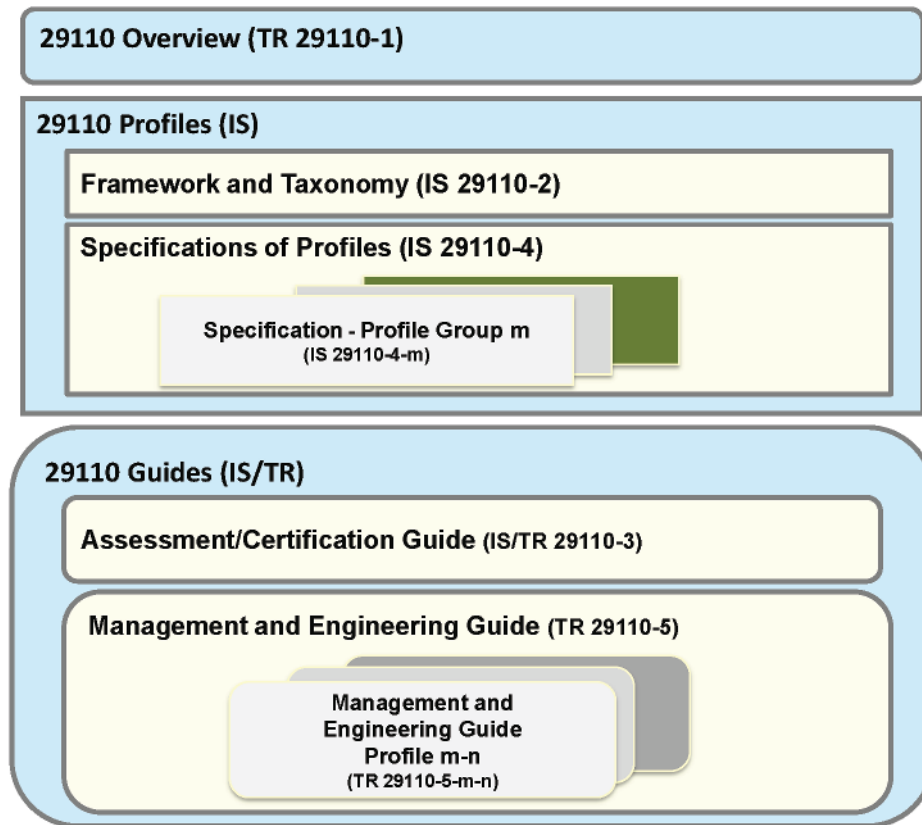 29110 Overview (TR 29110-1)
29110 Profiles (IS)
Framework and Taxonomy (IS 29110-2)
Specifications of Profiles (IS 29110-4)
Specification - Profile Group m
(IS 29110-4-m)
29110 Guides (IS/TR)
Assessment/Certification Guide (IS/TR 29110-3)
Management and Engineering Guide (TR 29110-5)
Management and
Engineering Guide
Profile m-n
(TR 29110-5-m-n)